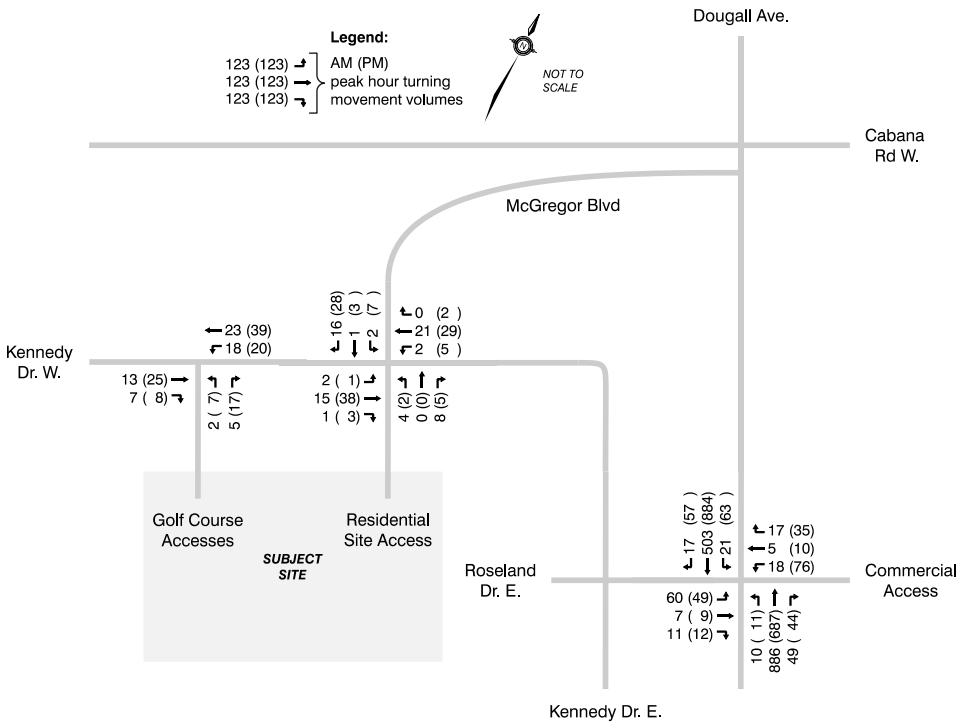 Dougall Ave.
Legend:
123 (123)
AM (PM)
123 (123)
peak hour turning
123 (123)
movement volumes
N
NOT TO
SCALE
Cabana
Rd W.
McGregor Blvd
16 (28)
1 (3 )
2 (7 )
0 (2 )
21 (29)
2 (5 )
23 (39)
18 (20)
Kennedy
Dr. W.
13 (25)
7 ( 8)
2 ( 7)
5 (17)
2 ( 1)
15 (38)
1 ( 3)
4 (2)
0 (0)
8 (5)
Golf Course
Accesses
Residential
Site Access
SUBJECT
SITE
17 (57)
503 (884)
21 (63)
17 (35)
5 (10)
18 (76)
Roseland
Dr. E.
Commercial
Access
60 (49)
7 ( 9)
11 (12)
10 ( 11)
886 (687)
49 ( 44)
Kennedy Dr. E.